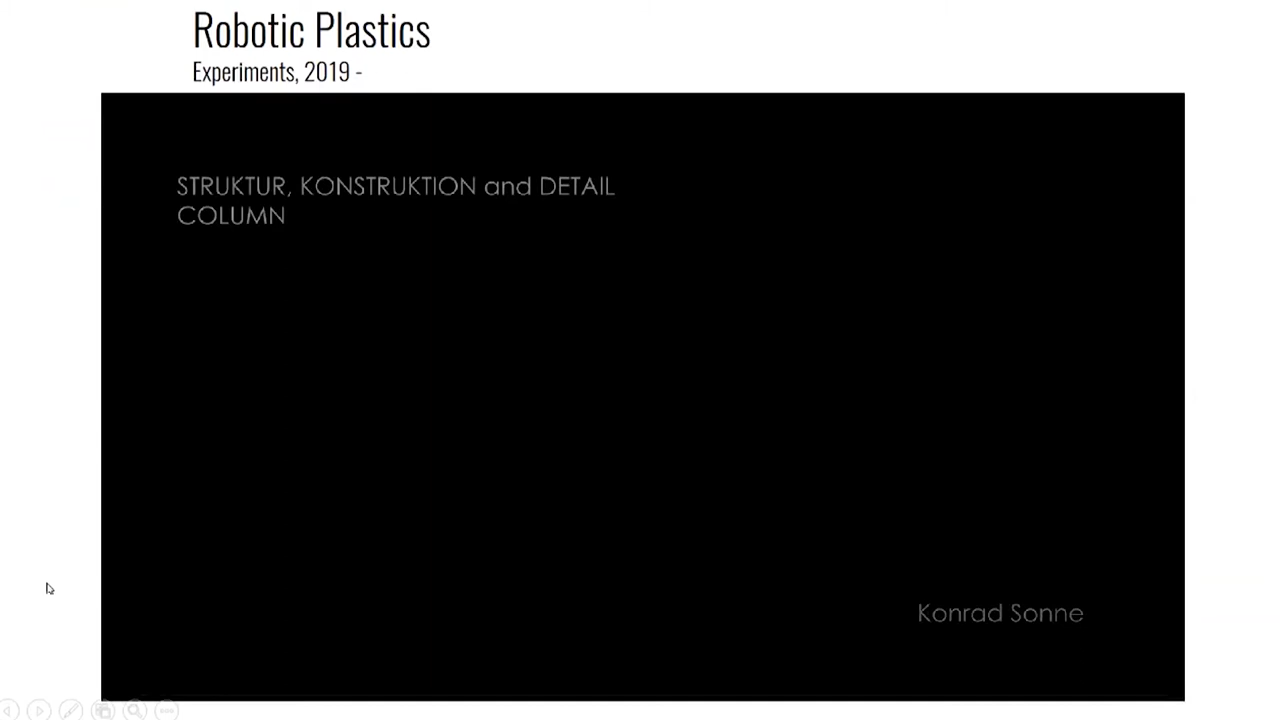 Robotic Plastics
Experiments, 2019 -
STRUKTUR, KONSTRUKTION and DETAIL
COLUMN
Konrad Sonne